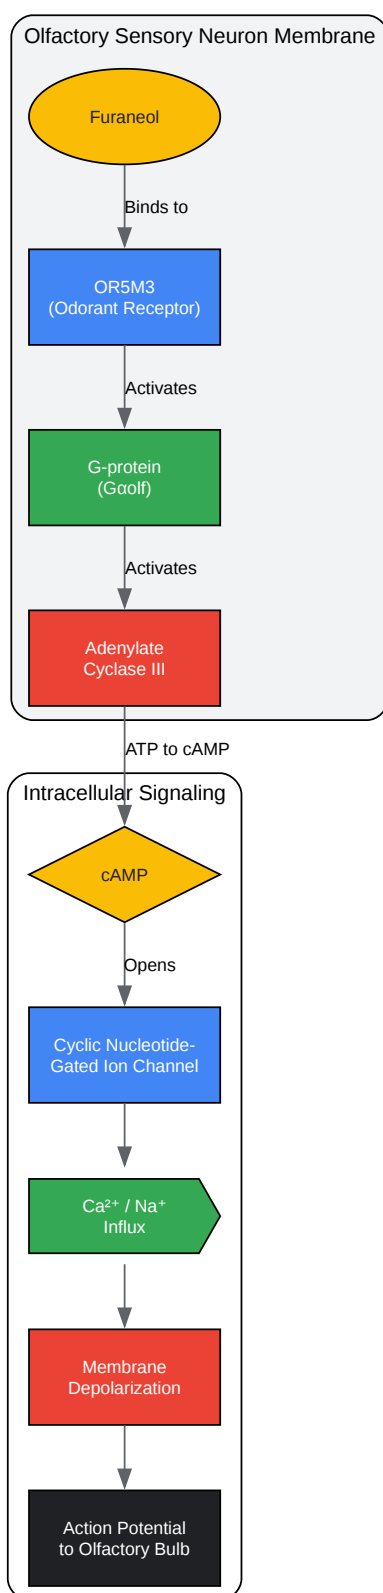 Olfactory Sensory Neuron Membrane
Furaneol
Binds to
OR5M3
(Odorant Receptor)
Activates
G-protein
(Gαolf)
Activates
Adenylate
Cyclase III
ATP to cAMP
Intracellular Signaling
cAMP
Opens
Cyclic Nucleotide-
Gated Ion Channel
Ca²⁺ / Na⁺
Influx
Membrane
Depolarization
Action Potential
to Olfactory Bulb